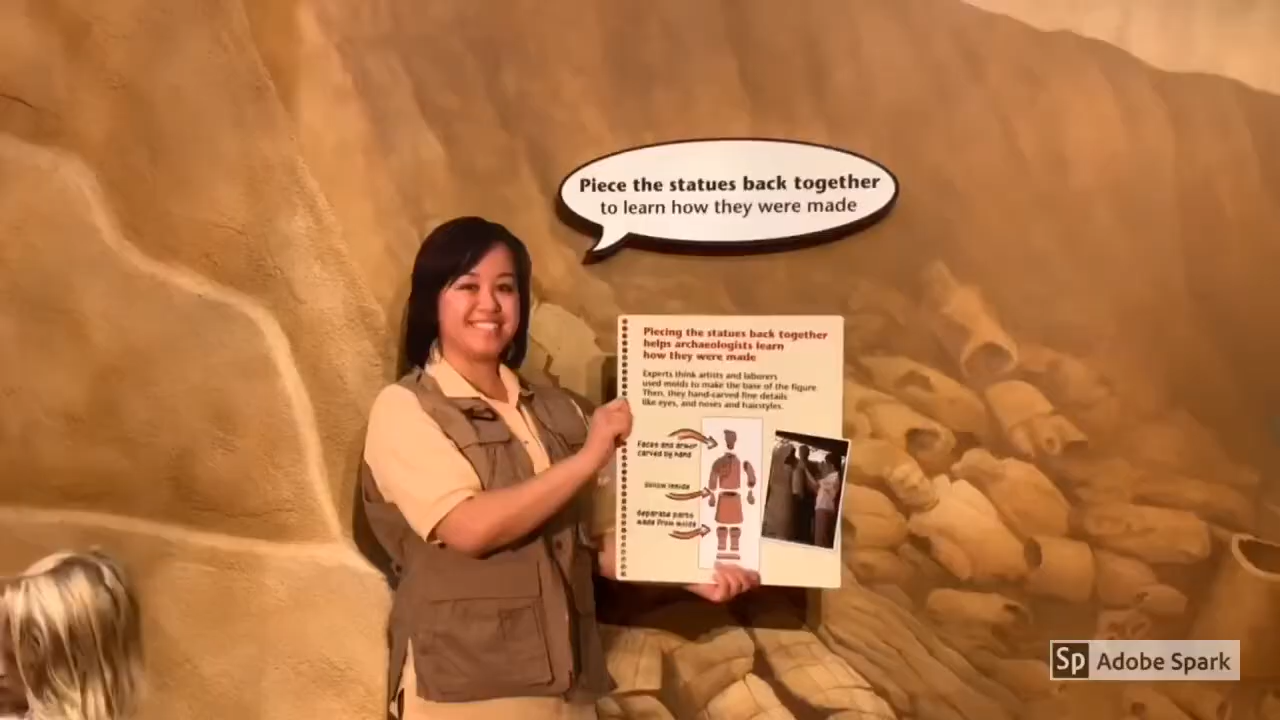 Piece the statues back together
to learn how they were made
Piecing the statues back together
helps archaeologists learn
how they were made
Experts think artists and laborers
used molds to make the base of the figure.
Then, they hand-carved fine details
like eyes, and noses and hairstyles.
Faces and armor
carved by hand
Hollow inside
Separate parts
made from molds
Sp Adobe Spark